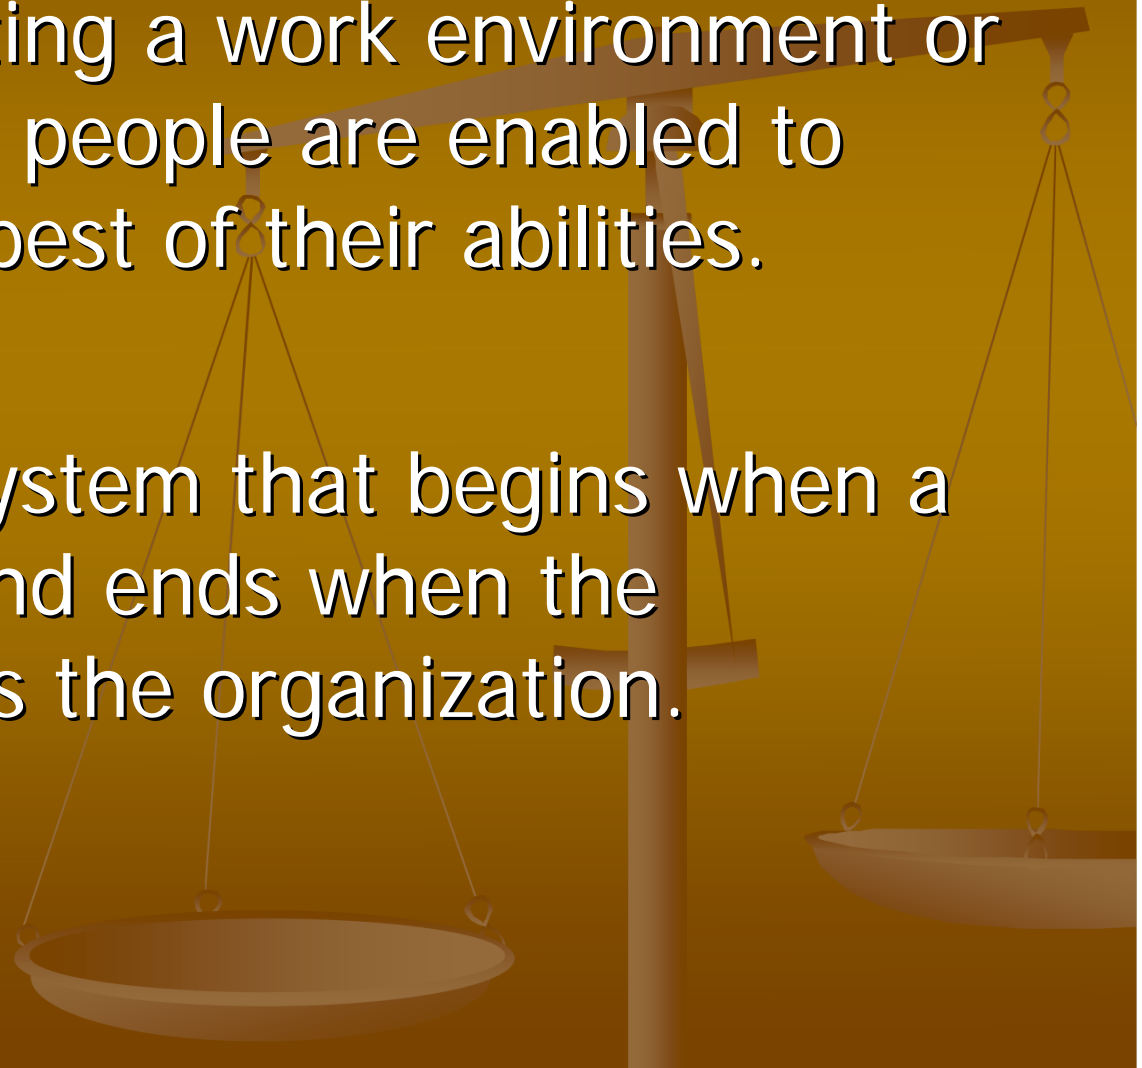 ting a work environment or
people are enabled to
best of their abilities.
ystem that begins when a
nd ends when the
s the organization.